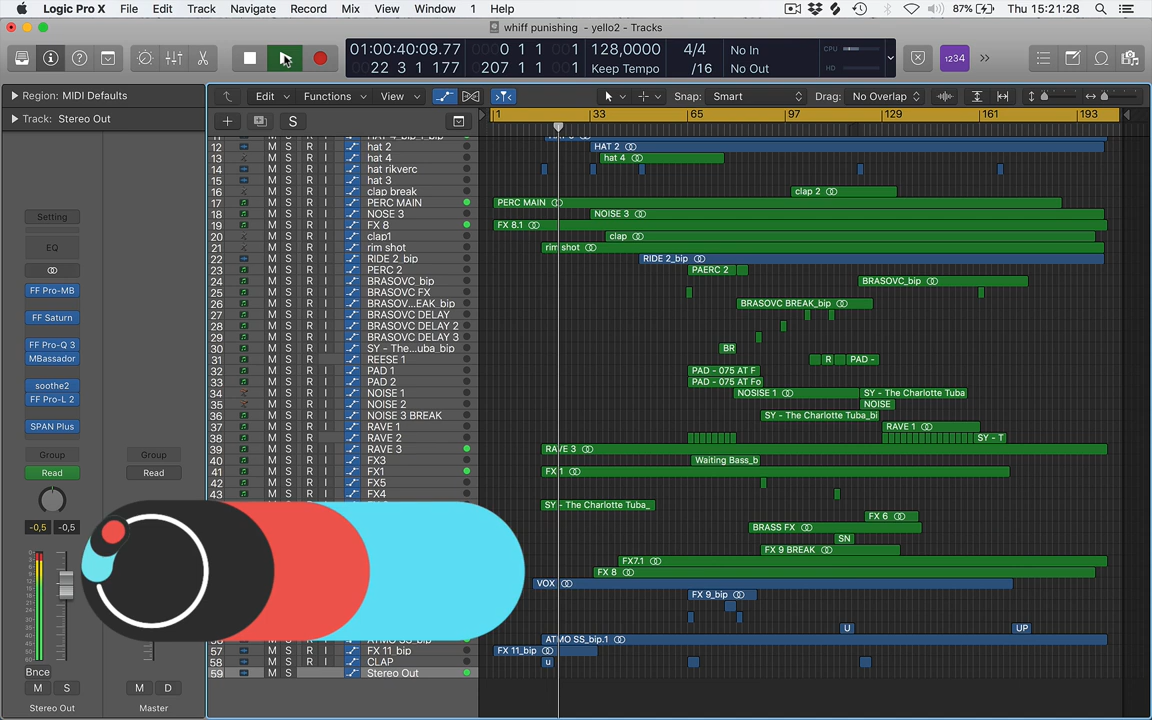 Logic Pro X File Edit Track Navigate Record Mix View Window 1 Help 87% Thu 15:21:28
whiff punishing - yello2 - Tracks
01:00:40:09.77 0 1 1 128,0000 4/4 No In CPU
22 3 1 177 207 1 1 Keep Tempo /16 No Out HD
1234
Region: MIDI Defaults
Edit Functions View Snap: Smart Drag: No Overlap
Track: Stereo Out
S
1 33 65 97 129 161 193
12 M S R I hat 2 HAT 2
13 M S R I hat 4 hat 4
14 M S R I hat rikverc
15 M S R I hat 3
16 M S R clap break clap 2
17 M S R I PERC MAIN PERC MAIN
18 M S R I NOSE 3 NOISE 3
19 M S R I FX 8 FX 8.1
20 M S R I clap1 clap
21 M S R I rim shot rim shot
22 M S R I RIDE 2_bip RIDE 2_bip
23 M S R PERC 2 PAERC 2
24 M S R I BRASOVC_bip BRASOVC_bip
25 M S R I BRASOVC FX
26 M S R I BRASOV...EAK_bip BRASOVC BREAK_bip
27 M S R I BRASOVC DELAY
28 M S R I BRASOVC DELAY 2
29 M S R I BRASOVC DELAY 3
30 M S R I SY - The...uba_bip BR
31 M S R REESE 1 R PAD -
32 M S R I PAD 1 PAD - 075 AT F
33 M S R I PAD 2 PAD - 075 AT Fo
34 M S R I NOISE 1 NOSISE 1 SY - The Charlotte Tuba
35 M S R I NOISE 2 NOISE
36 M S R I NOISE 3 BREAK SY - The Charlotte Tuba_bi
37 M S R I RAVE 1 RAVE 1
38 M S R RAVE 2 SY - T
39 M S R I RAVE 3 RAVE 3
40 M S R I FX3 Waiting Bass_b
41 M S R I FX1 FX 1
42 M S R I FX5
43 M S R I FX4
SY - The Charlotte Tuba_
FX 6
BRASS FX
SN
FX 9 BREAK
FX7.1
FX 8
VOX
FX 9_bip
U UP
ATMO SS_bip ATMO SS_bip.1
57 M S R I FX 11_bip FX 11_bip
58 M S R I CLAP u
59 M S Stereo Out
Setting
EQ
FF Pro-MB
FF Saturn
FF Pro-Q 3
MBassador
soothe2
FF Pro-L 2
SPAN Plus
Group Group
Read Read
-0,5 -0,5
Bnce
M S M D
Stereo Out Master